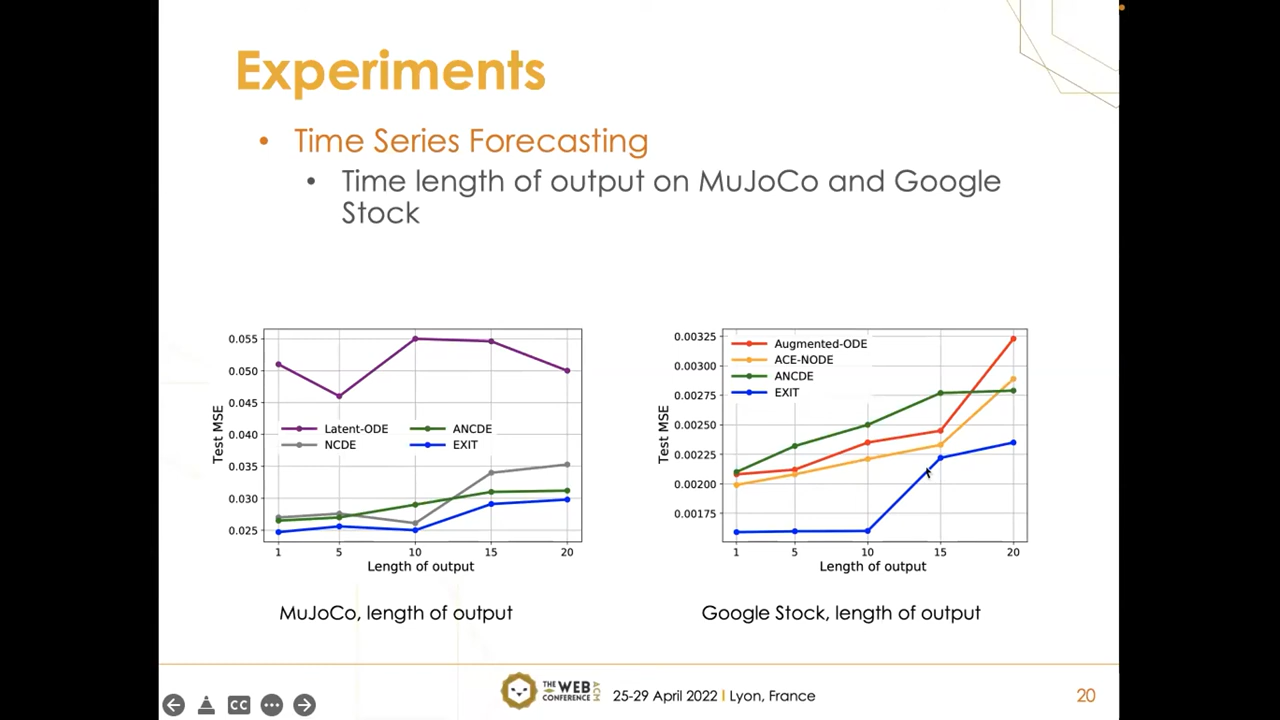 Experiments
• Time Series Forecasting
• Time length of output on MuJoCo and Google
Stock
0.055
0.050
0.045
0.040
0.035
0.030
0.025
Test MSE
Latent-ODE
NCDE
ANCDE
EXIT
1 5 10 15 20
Length of output
MuJoCo, length of output
0.00325
0.00300
0.00275
0.00250
0.00225
0.00200
0.00175
Test MSE
Augmented-ODE
ACE-NODE
ANCDE
EXIT
1 5 10 15 20
Length of output
Google Stock, length of output
CC
THE WEB
CONFERENCE
ACM
25-29 April 2022 I Lyon, France
20